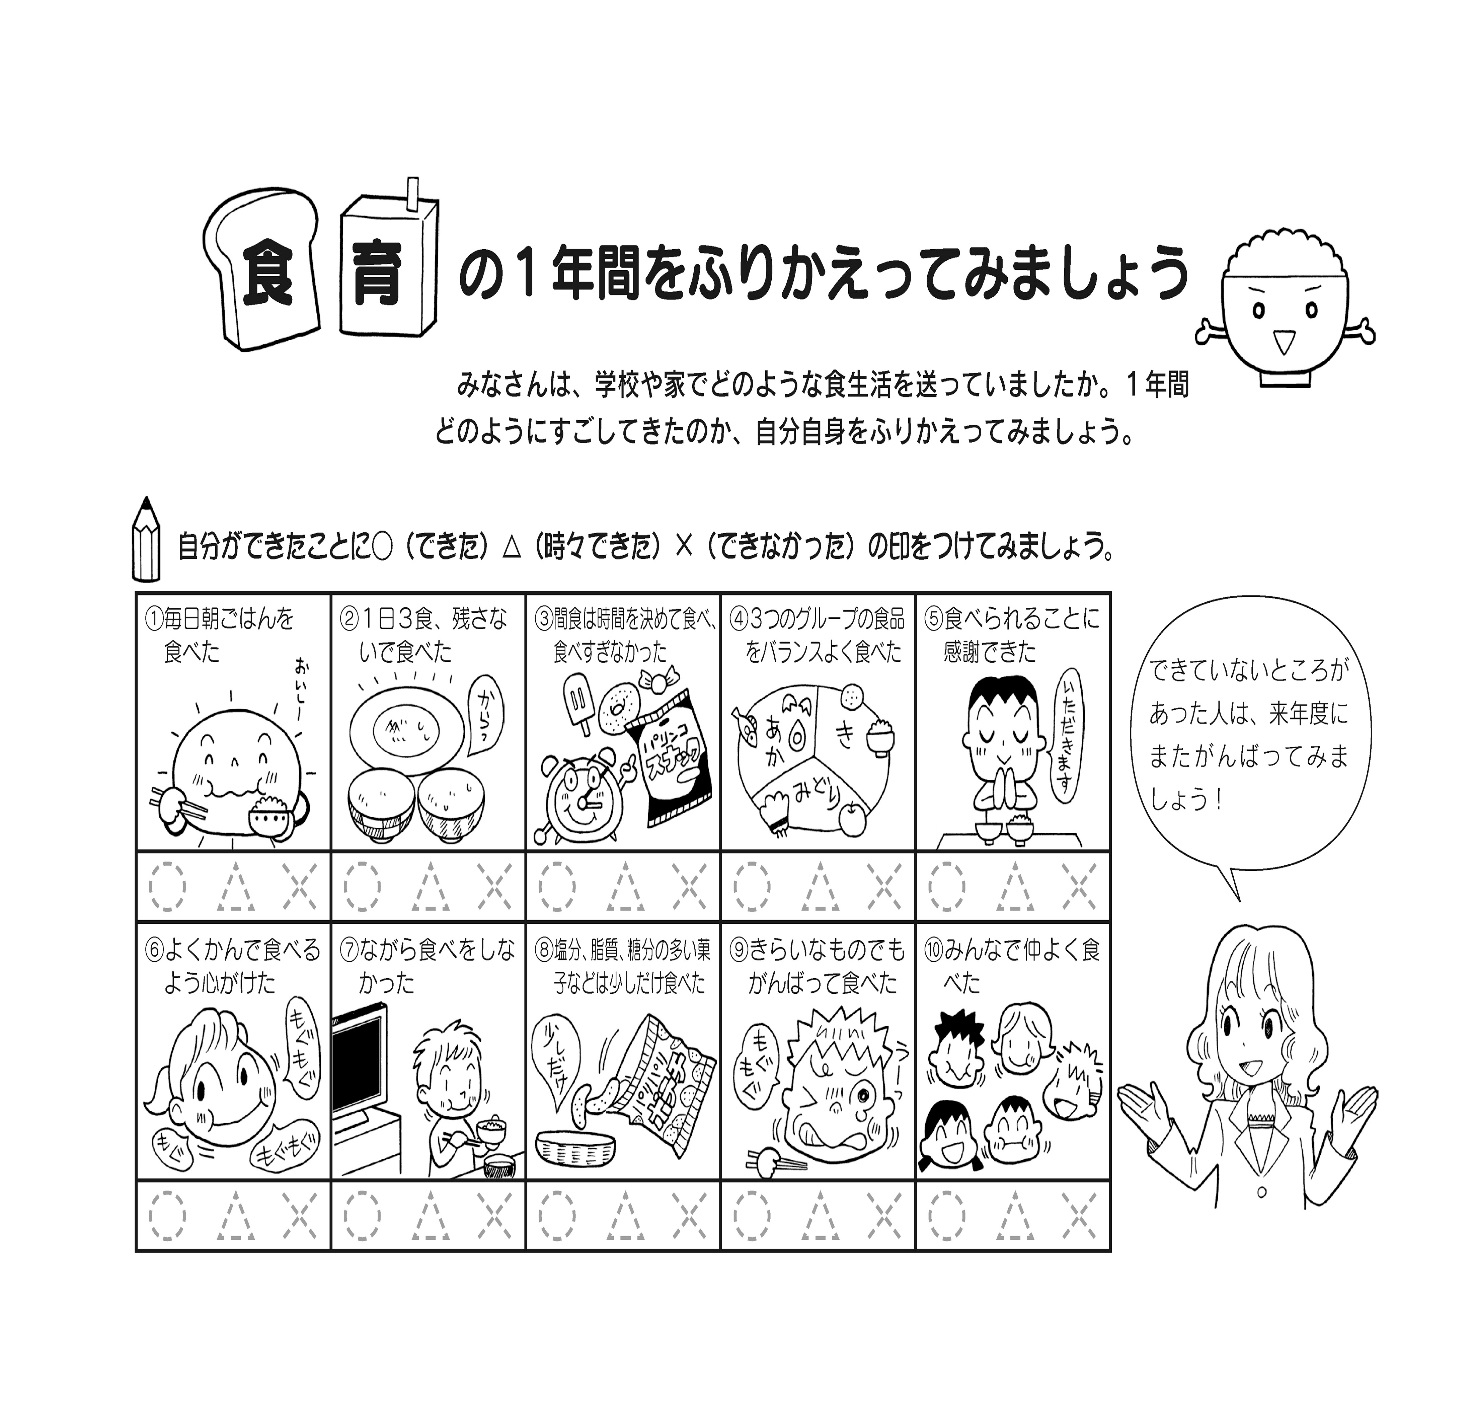 食育の1年間をふりかえってみましょう
みなさんは、学校や家でどのような食生活を送っていましたか。1年間
どのようにすごしてきたのか、自分自身をふりかえってみましょう。
自分ができたことに○（できた）△（時々できた）×（できなかった）の印をつけてみましょう。
①毎日朝ごはんを
食べた
おいし～
②1日3食、残さな
いで食べた
から？
③間食は時間を決めて食べ、
食べすぎなかった
パリンコ
スナック
④3つのグループの食品
をバランスよく食べた
あか
き
みどり
⑤食べられることに
感謝できた
いただきます
○ △ ×
○ △ ×
○ △ ×
○ △ ×
○ △ ×
できていないところが
あった人は、来年度に
またがんばってみま
しょう！
⑥よくかんで食べる
よう心がけた
もぐもぐ
もぐ
もぐもぐ
⑦ながら食べをしな
かった
⑧塩分、脂質、糖分の多い菓
子などは少しだけ食べた
少しだけ
パリパリ
⑨きらいなものでも
がんばって食べた
もぐもぐ
う～っ
⑩みんなで仲よく食
べた
○ △ ×
○ △ ×
○ △ ×
○ △ ×
○ △ ×